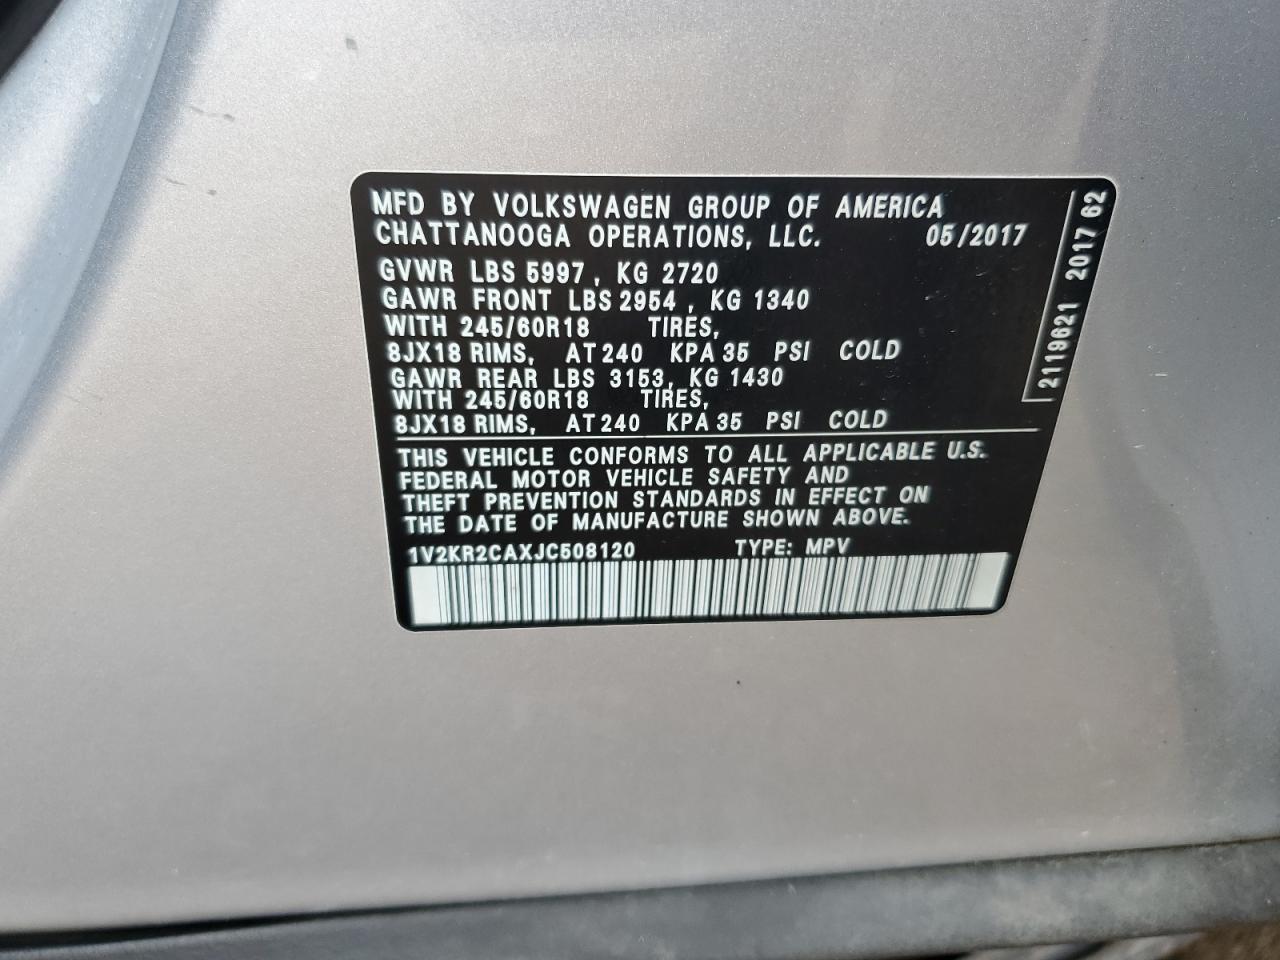 MFD BY VOLKSWAGEN GROUP OF AMERICA
CHATTANOOGA OPERATIONS, LLC. 05/2017
GVWR LBS 5997, KG 2720
GAWR FRONT LBS 2954, KG 1340
WITH 245/60R18 TIRES,
8JX18 RIMS, AT 240 KPA 35 PSI COLD
GAWR REAR LBS 3153, KG 1430
WITH 245/60R18 TIRES,
8JX18 RIMS, AT 240 KPA 35 PSI COLD
THIS VEHICLE CONFORMS TO ALL APPLICABLE U.S.
FEDERAL MOTOR VEHICLE SAFETY AND
THEFT PREVENTION STANDARDS IN EFFECT ON
THE DATE OF MANUFACTURE SHOWN ABOVE.
1V2KR2CAXJC508120 TYPE: MPV
2119621 2017 62